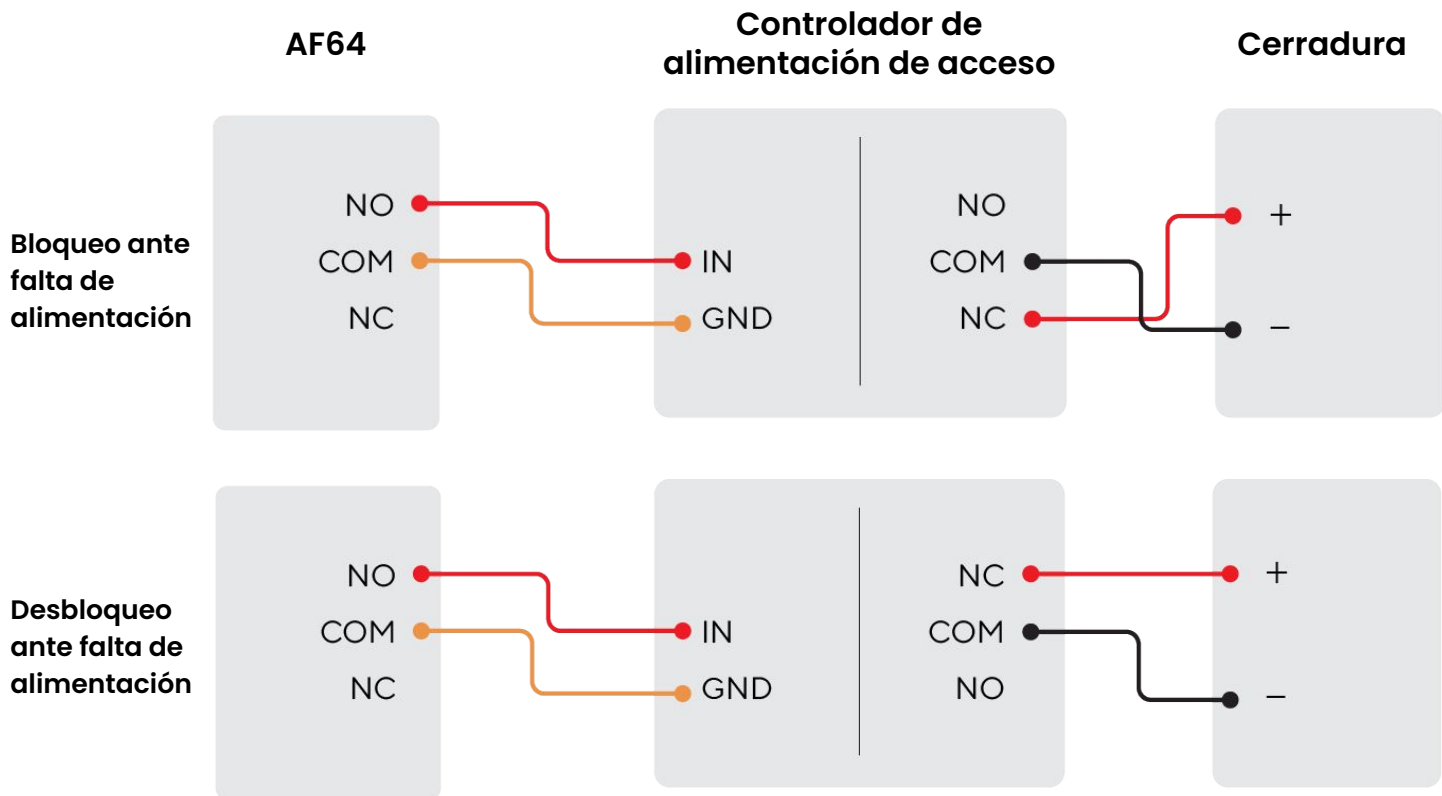 AF64
Controlador de
alimentación de acceso
Cerradura
Bloqueo ante
falta de
alimentación
NO
COM
NC
IN
GND
NO
COM
NC
+
−
Desbloqueo
ante falta de
alimentación
NO
COM
NC
IN
GND
NC
COM
NO
+
−